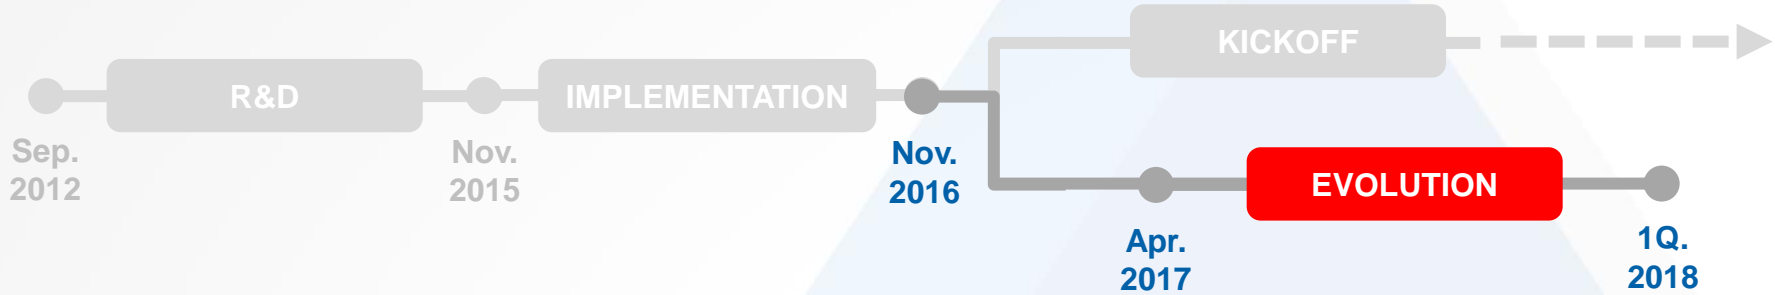 KICKOFF
R&D
IMPLEMENTATION
Sep.
2012
Nov.
2015
Nov.
2016
EVOLUTION
Apr.
2017
1Q.
2018